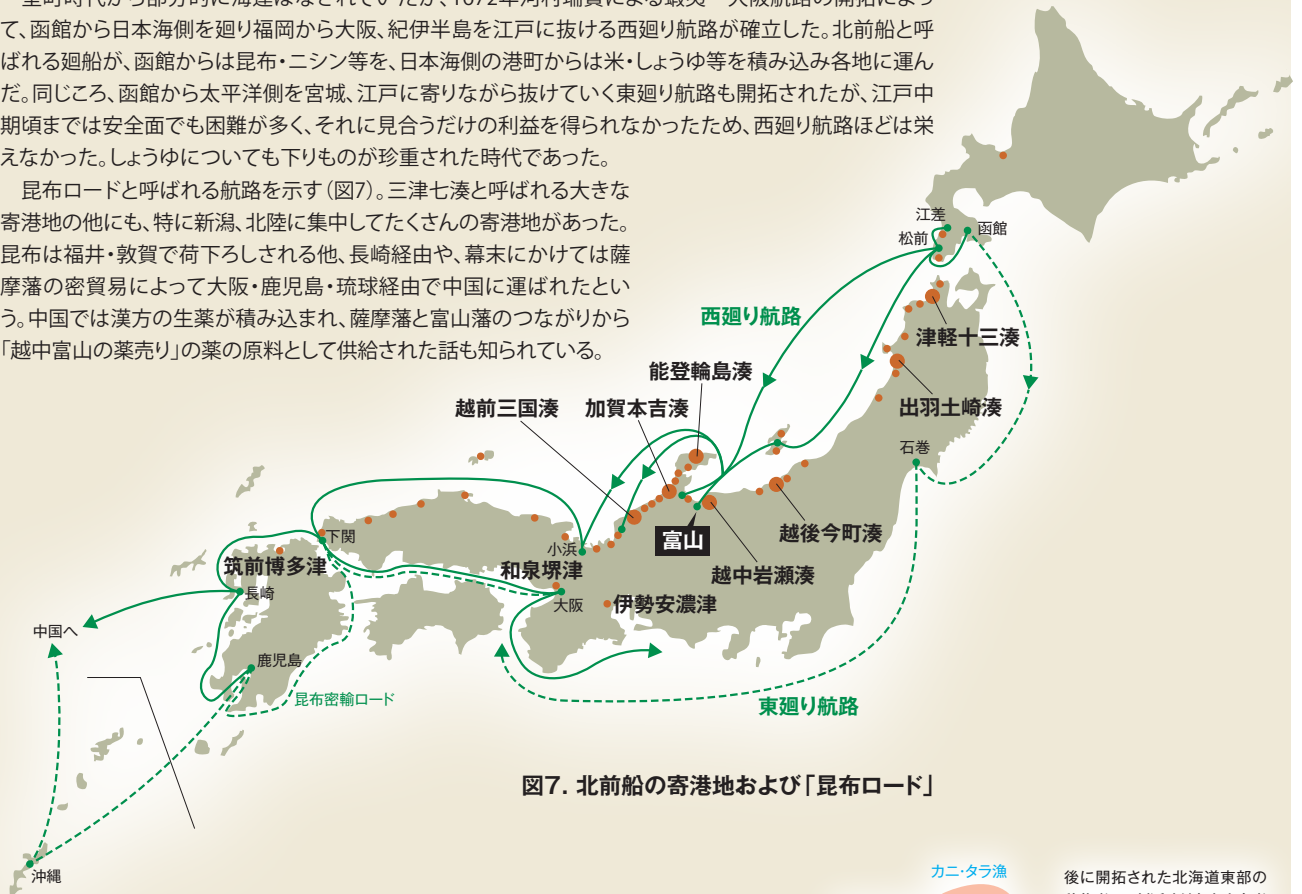 て、函館から日本海側を廻り福岡から大阪、紀伊半島を江戸に抜ける西廻り航路が確立した。北前船と呼
ばれる廻船が、函館からは昆布・ニシン等を、日本海側の港町からは米・しょうゆ等を積み込み各地に運ん
だ。同じころ、函館から太平洋側を宮城、江戸に寄りながら抜けていく東廻り航路も開拓されたが、江戸中
期頃までは安全面でも困難が多く、それに見合うだけの利益を得られなかったため、西廻り航路ほどは栄
えなかった。しょうゆについても下りものが珍重された時代であった。
昆布ロードと呼ばれる航路を示す（図7）。三津七湊と呼ばれる大きな
寄港地の他にも、特に新潟、北陸に集中してたくさんの寄港地があった。
昆布は福井・敦賀で荷下ろしされる他、長崎経由や、幕末にかけては薩
摩藩の密貿易によって大阪・鹿児島・琉球経由で中国に運ばれたとい
う。中国では漢方の生薬が積み込まれ、薩摩藩と富山藩のつながりから
「越中富山の薬売り」の薬の原料として供給された話も知られている。
江差
松前
函館
西廻り航路
津軽十三湊
能登輪島湊
越前三国湊
加賀本吉湊
出羽土崎湊
石巻
越後今町湊
富山
下関
小浜
筑前博多津
和泉堺津
越中岩瀬湊
長崎
大阪
伊勢安濃津
中国へ
鹿児島
昆布密輸ロード
東廻り航路
図7. 北前船の寄港地および「昆布ロード」
沖縄
カニ・タラ漁
後に開拓された北海道東部の